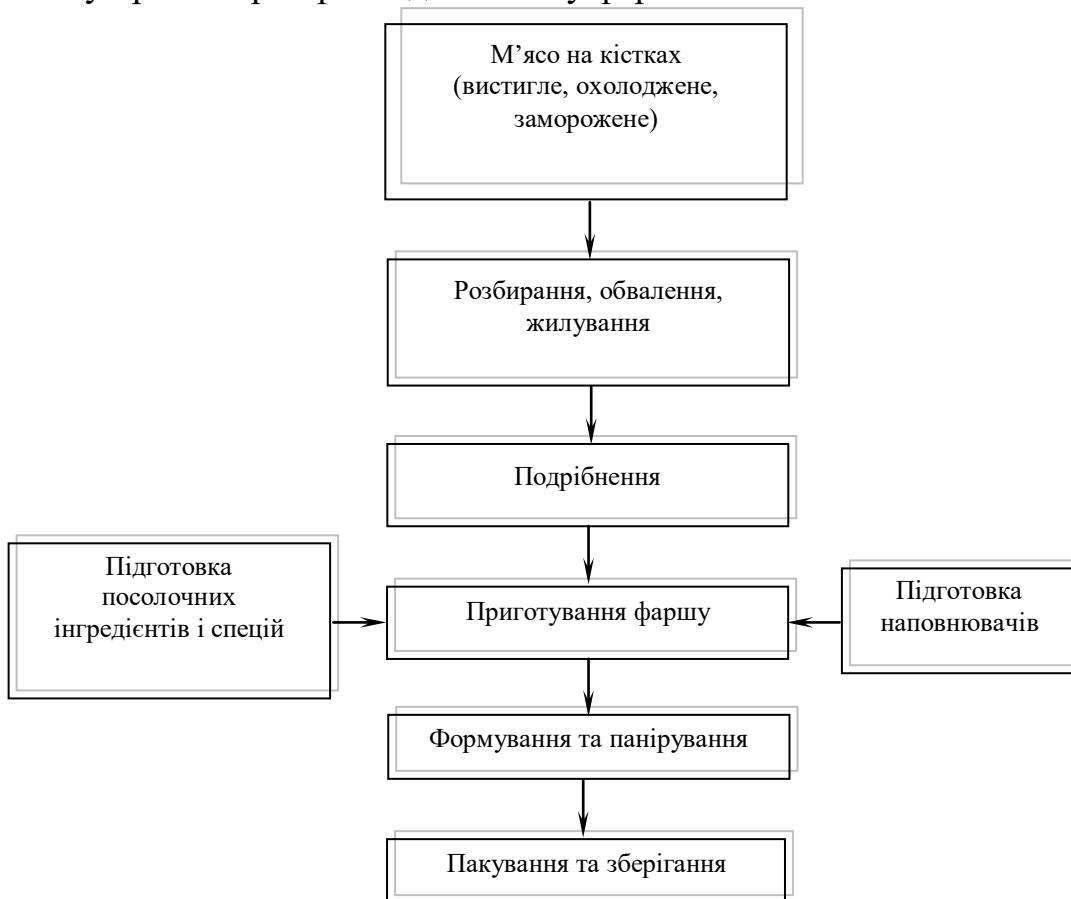 М’ясо на кістках
(вистигле, охолоджене,
заморожене)
Розбирання, обвалення,
жилування
Подрібнення
Підготовка
посолочних
інгредієнтів і спецій
Приготування фаршу
Підготовка
наповнювачів
Формування та панірування
Пакування та зберігання